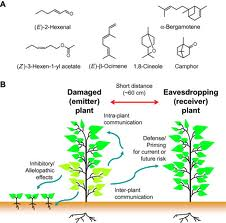 A
(E)-2-Hexenal
α-Bergamotene
(Z)-3-Hexen-1-yl acetate
(E)-β-Ocimene
1,8-Cineole
Camphor
B
Damaged
(emitter)
plant
Short distance
(~60 cm)
Eavesdropping
(receiver)
plant
Intra-plant
communication
Defense/
Priming
for current or
future risk
Inhibitory/
Allelopathic
effects
Inter-plant
communication